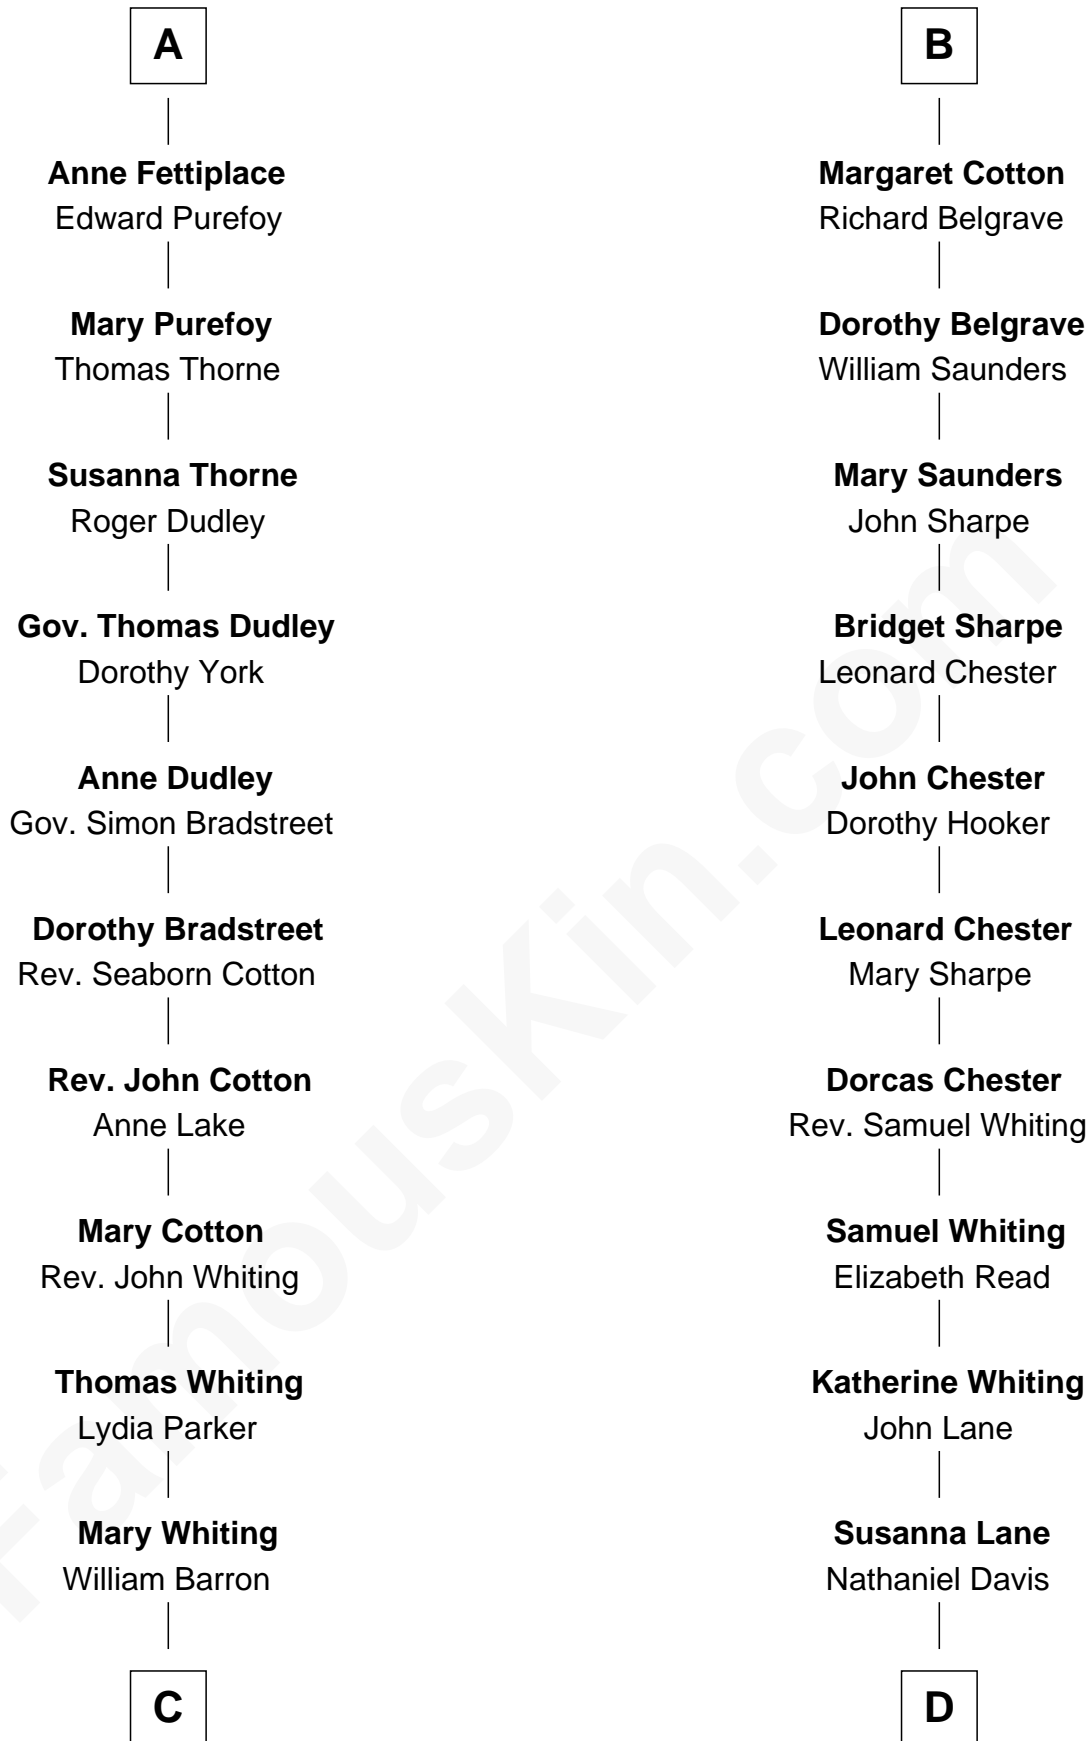 A
Anne Fettiplace
Edward Purefoy
Mary Purefoy
Thomas Thorne
Susanna Thorne
Roger Dudley
Gov. Thomas Dudley
Dorothy York
Anne Dudley
Gov. Simon Bradstreet
Dorothy Bradstreet
Rev. Seaborn Cotton
Rev. John Cotton
Anne Lake
Mary Cotton
Rev. John Whiting
Thomas Whiting
Lydia Parker
Mary Whiting
William Barron
C
B
Margaret Cotton
Richard Belgrave
Dorothy Belgrave
William Saunders
Mary Saunders
John Sharpe
Bridget Sharpe
Leonard Chester
John Chester
Dorothy Hooker
Leonard Chester
Mary Sharpe
Dorcas Chester
Rev. Samuel Whiting
Samuel Whiting
Elizabeth Read
Katherine Whiting
John Lane
Susanna Lane
Nathaniel Davis
D
FamousKin.com